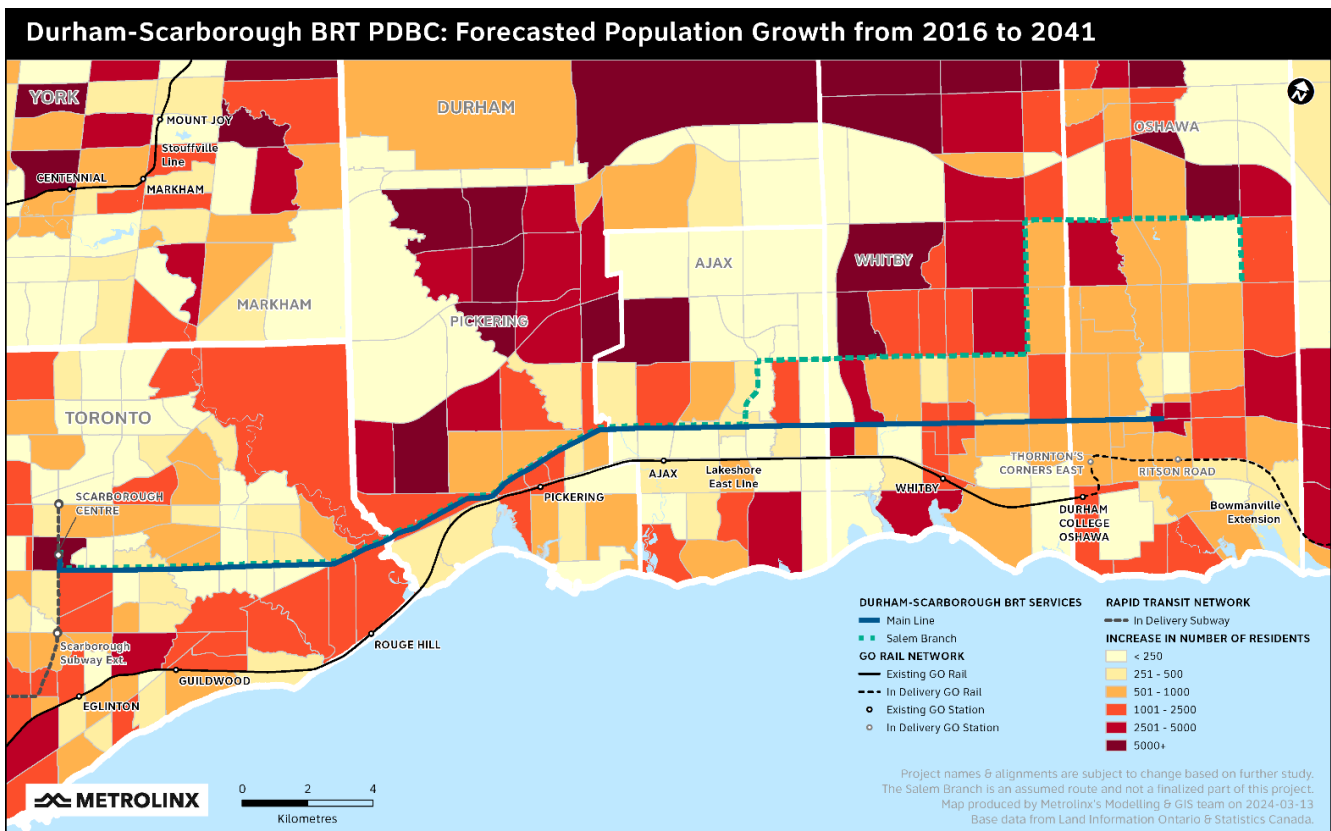 Durham-Scarborough BRT PDBC: Forecasted Population Growth from 2016 to 2041
YORK
DURHAM
MOUNT JOY
Stouffville
Line
OSHAWA
CENTENNIAL
MARKHAM
AJAX
WHITBY
MARKHAM
PICKERING
TORONTO
SCARBOROUGH
CENTRE
PICKERING
AJAX
Lakeshore
East Line
WHITBY
THORNTON'S
CORNERS EAST
RITSON ROAD
DURHAM
COLLEGE
OSHAWA
Bowmanville
Extension
Scarborough
Subway Ext.
ROUGE HILL
GUILDWOOD
EGLINTON
DURHAM-SCARBOROUGH BRT SERVICES
Main Line
Salem Branch
GO RAIL NETWORK
Existing GO Rail
In Delivery GO Rail
Existing GO Station
In Delivery GO Station
RAPID TRANSIT NETWORK
In Delivery Subway
INCREASE IN NUMBER OF RESIDENTS
< 250
251 - 500
501 - 1000
1001 - 2500
2501 - 5000
5000+
METROLINX
0 2 4
Kilometres
Project names & alignments are subject to change based on further study.
The Salem Branch is an assumed route and not a finalized part of this project.
Map produced by Metrolinx's Modelling & GIS team on 2024-03-13
Base data from Land Information Ontario & Statistics Canada.
N